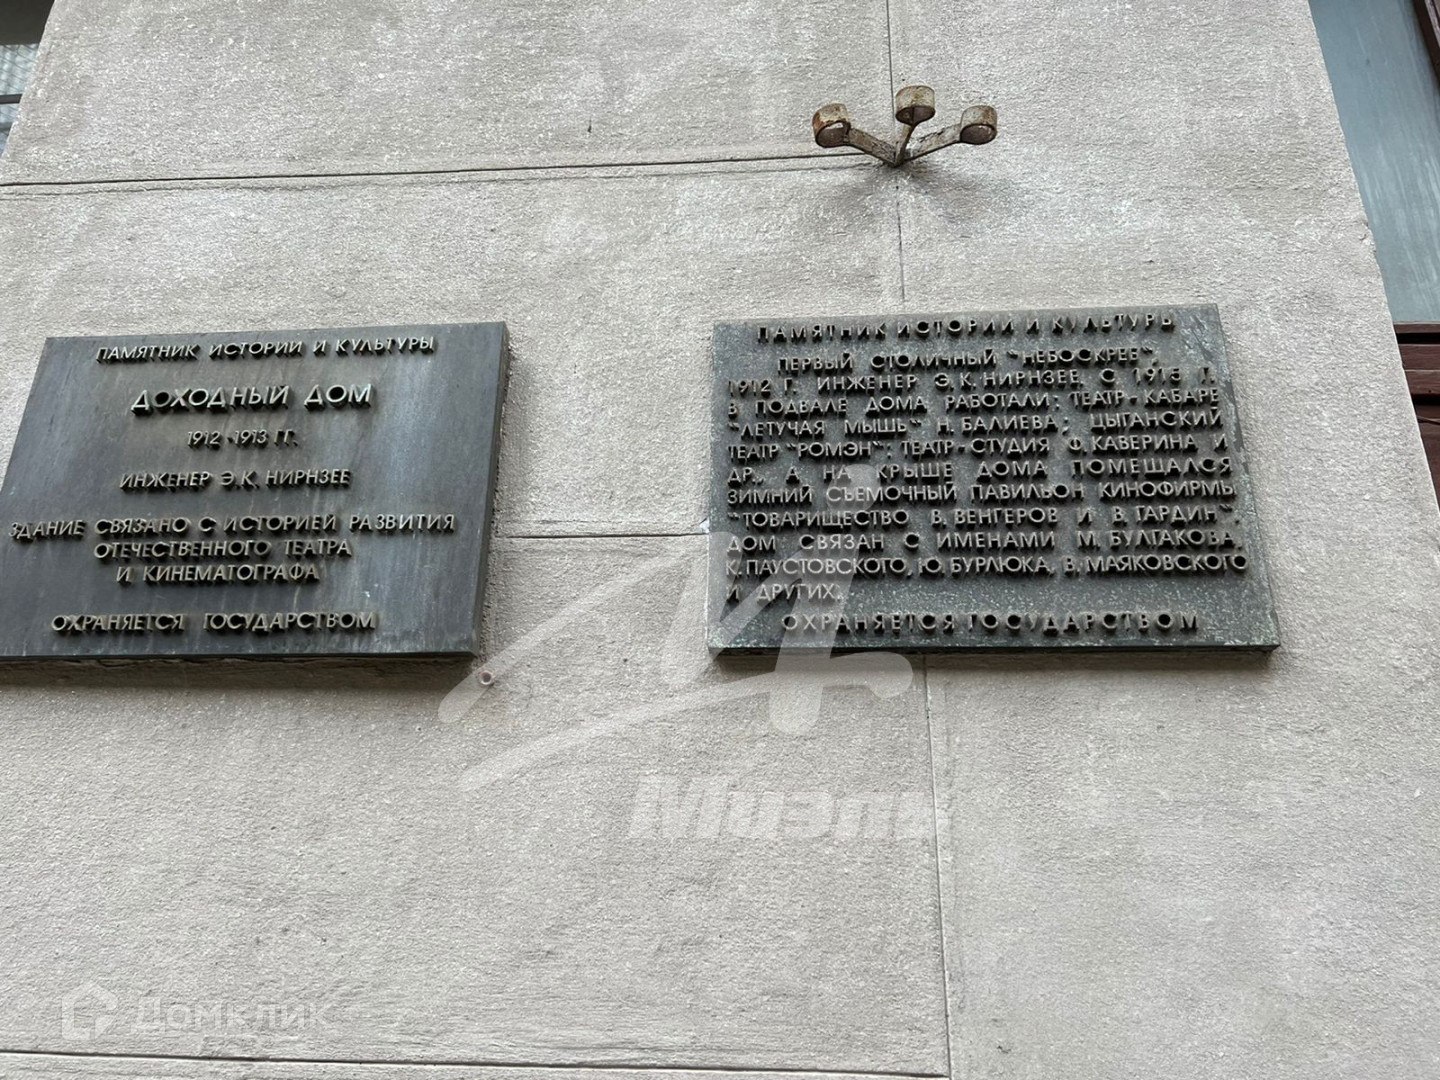 ПАМЯТНИК ИСТОРИИ И КУЛЬТУРЫ
ДОХОДНЫЙ ДОМ
1912-1913 ГГ.
ИНЖЕНЕР Э.К. НИРНЗЕЕ
ЗДАНИЕ СВЯЗАНО С ИСТОРИЕЙ РАЗВИТИЯ
ОТЕЧЕСТВЕННОГО ТЕАТРА
И КИНЕМАТОГРАФА
ОХРАНЯЕТСЯ ГОСУДАРСТВОМ
ПАМЯТНИК ИСТОРИИ И КУЛЬТУРЫ
ПЕРВЫЙ СТОЛИЧНЫЙ "НЕБОСКРЕБ",
1912 Г. ИНЖЕНЕР Э.К. НИРНЗЕЕ. С 1915 Г.
В ПОДВАЛЕ ДОМА РАБОТАЛИ: ТЕАТР-КАБАРЕ
"ЛЕТУЧАЯ МЫШЬ" Н. БАЛИЕВА; ЦЫГАНСКИЙ
ТЕАТР "РОМЭН"; ТЕАТР-СТУДИЯ Ф. КАВЕРИНА И
ДР., А НА КРЫШЕ ДОМА ПОМЕЩАЛСЯ
ЗИМНИЙ СЪЕМОЧНЫЙ ПАВИЛЬОН КИНОФИРМЫ
"ТОВАРИЩЕСТВО В. ВЕНГЕРОВ И В. ГАРДИН".
ДОМ СВЯЗАН С ИМЕНАМИ М. БУЛГАКОВА,
К. ПАУСТОВСКОГО, Ю. БУРЛЮКА, В. МАЯКОВСКОГО
И ДРУГИХ.
ОХРАНЯЕТСЯ ГОСУДАРСТВОМ
Миэль
Домклик